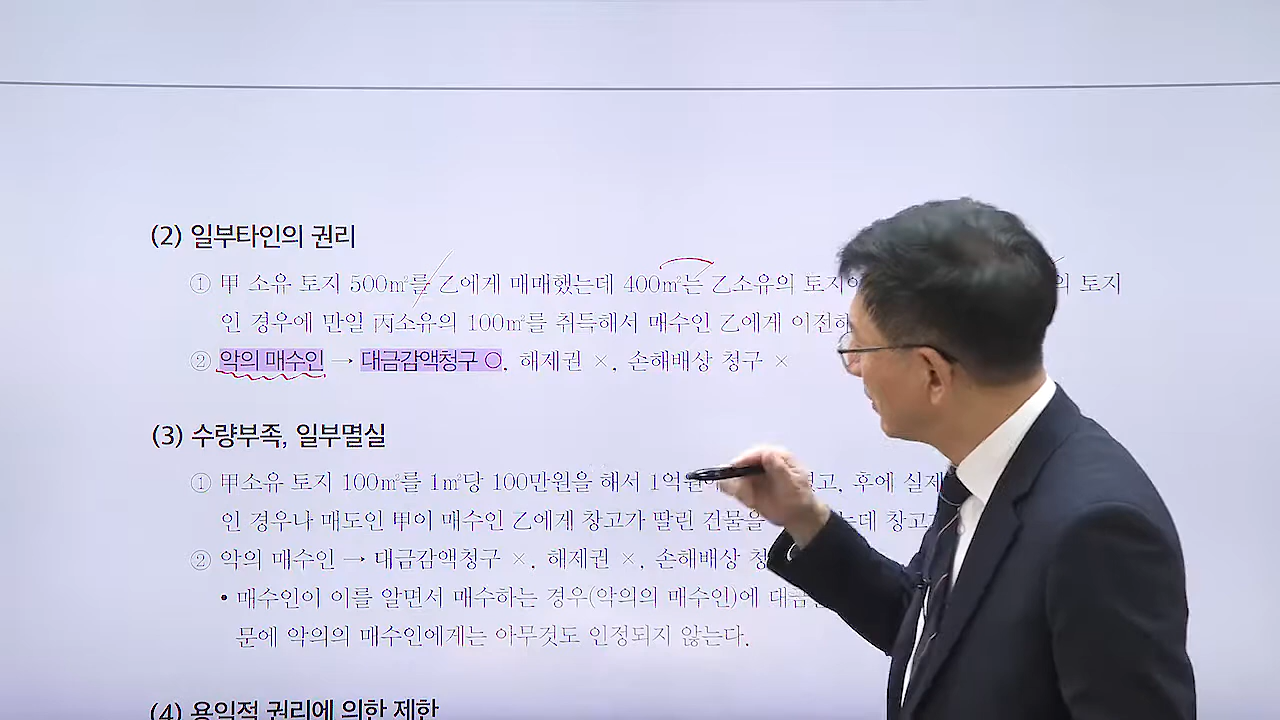 (2) 일부타인의 권리
① 甲 소유 토지 500㎡를 乙에게 매매했는데 400㎡는 乙소유의 토지 의 토지
인 경우에 만일 丙소유의 100㎡를 취득해서 매수인 乙에게 이전
② 악의 매수인 → 대금감액청구 ○, 해제권 ×, 손해배상 청구 ×
(3) 수량부족, 일부멸실
① 甲소유 토지 100㎡를 1㎡당 100만원을 해서 후에 실제
인 경우나 매도인 甲이 매수인 乙에게 창고가 딸린 건물을 창고
② 악의 매수인 → 대금감액청구 ×, 해제권 ×, 손해배상
• 매수인이 이를 알면서 매수하는 경우(악의의 매수인)에
문에 악의의 매수인에게는 아무것도 인정되지 않는다.
(4) 용익적 권리에 의한 제한